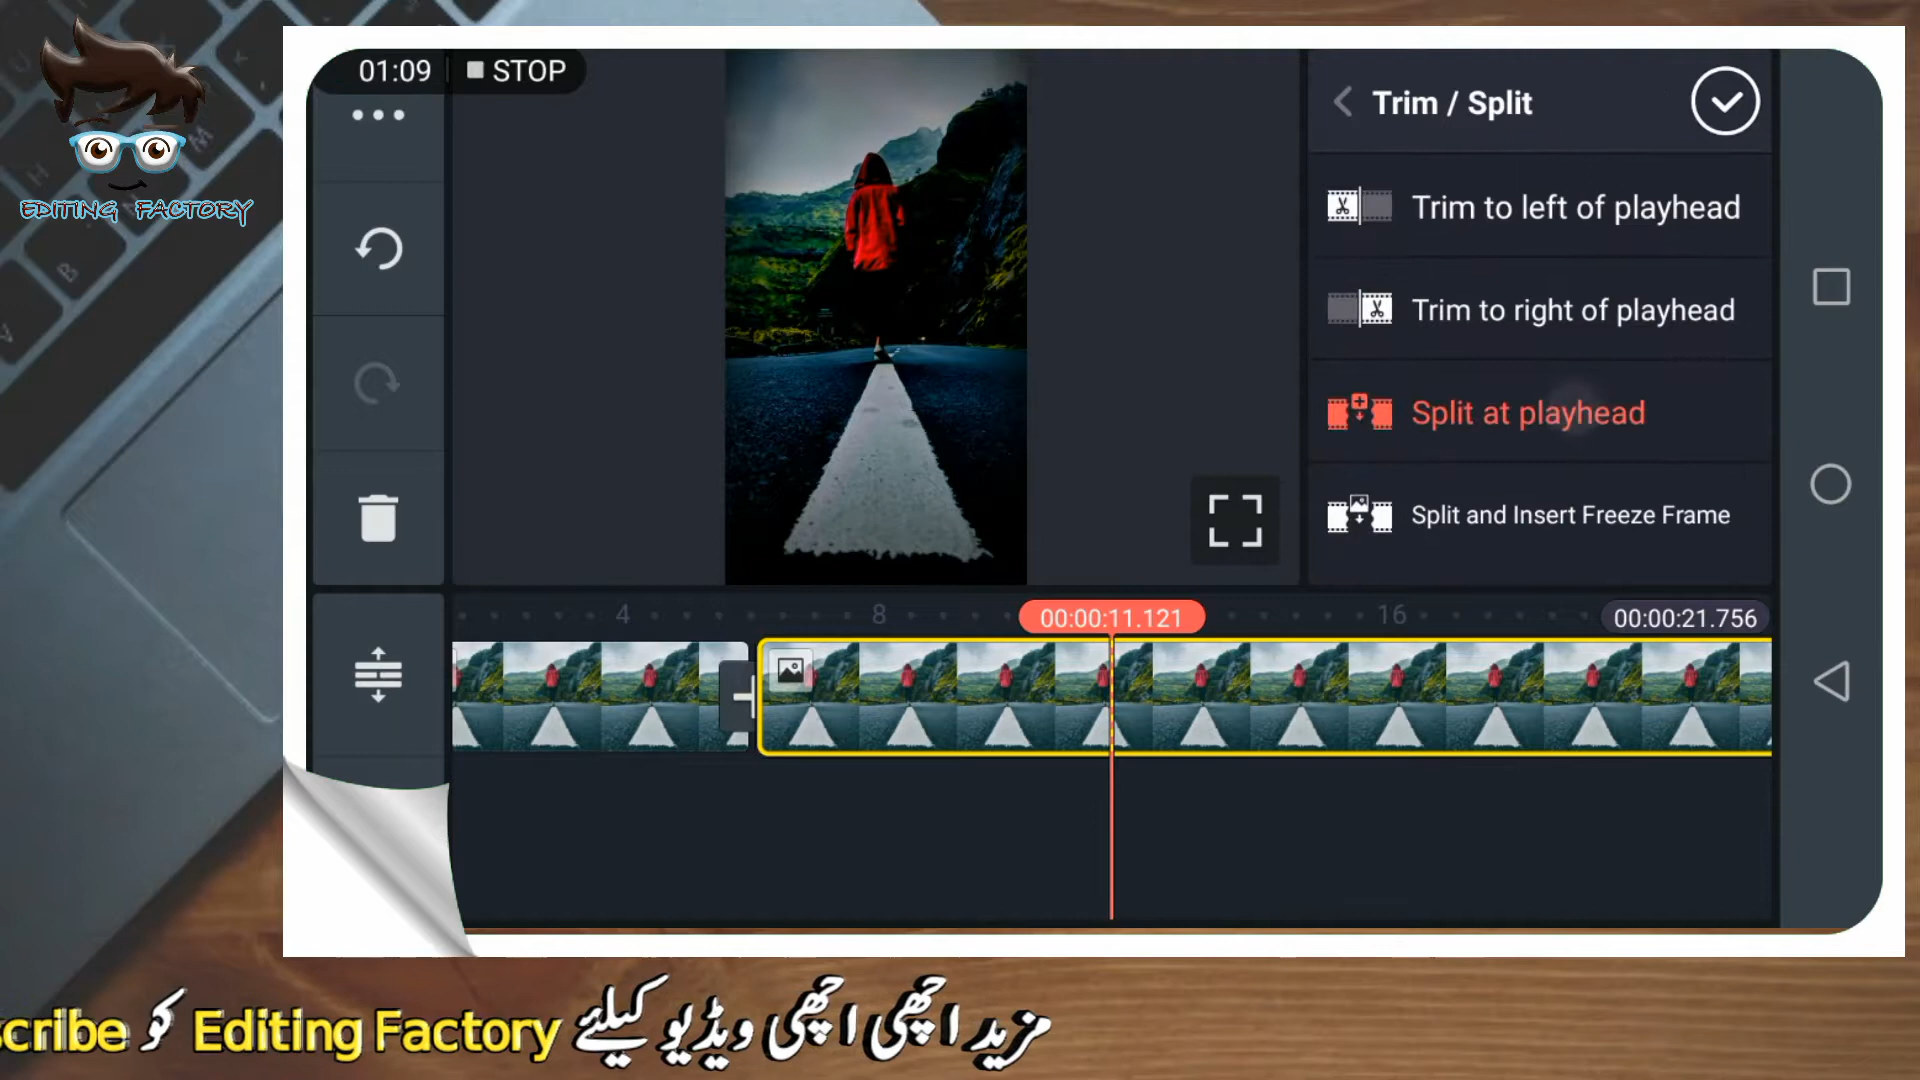 EDITING FACTORY
01:09
STOP
Trim / Split
Trim to left of playhead
Trim to right of playhead
Split at playhead
Split and Insert Freeze Frame
4
8
00:00:11.121
16
00:00:21.756
مزید اچھی اچھی ویڈیو کیلئے Editing Factory کو scribe